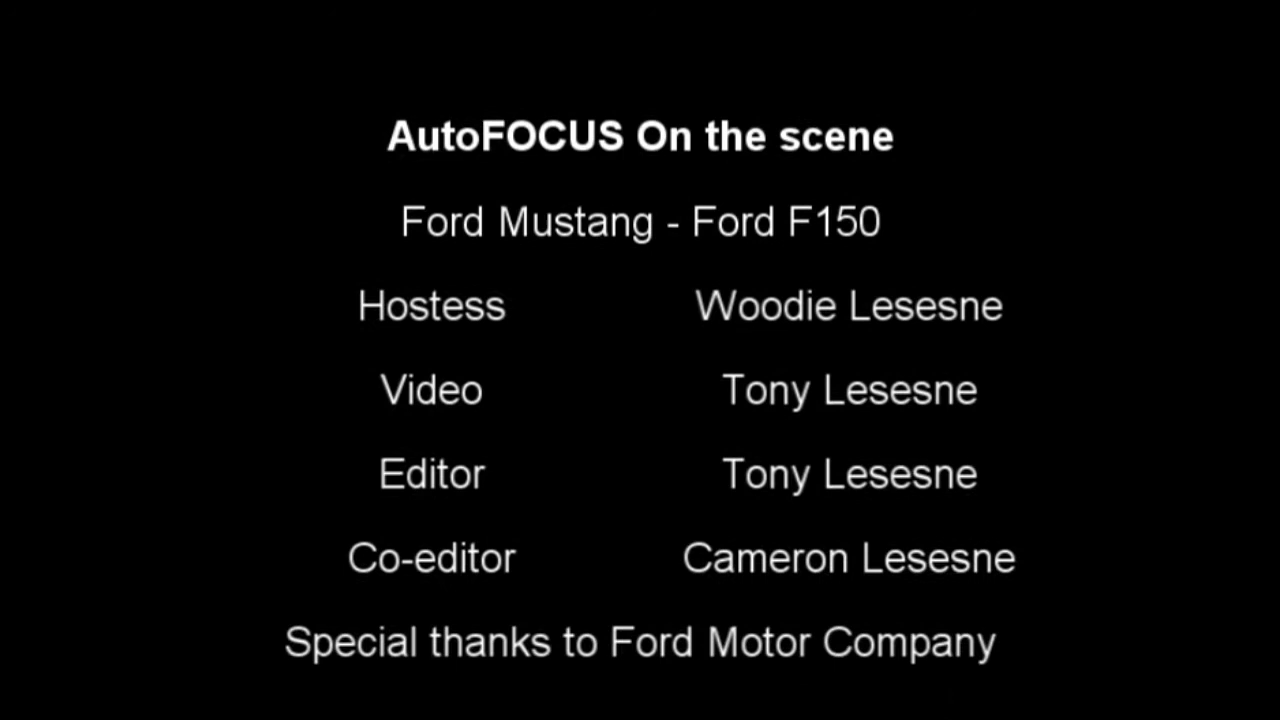 AutoFOCUS On the scene
Ford Mustang - Ford F150
Hostess Woodie Lesesne
Video Tony Lesesne
Editor Tony Lesesne
Co-editor Cameron Lesesne
Special thanks to Ford Motor Company